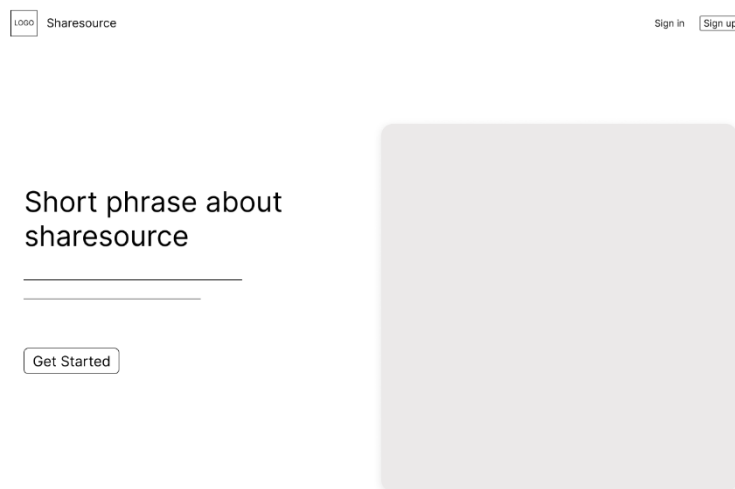 LOGO
Sharesource
Sign in
Sign up
Short phrase about
sharesource
Get Started